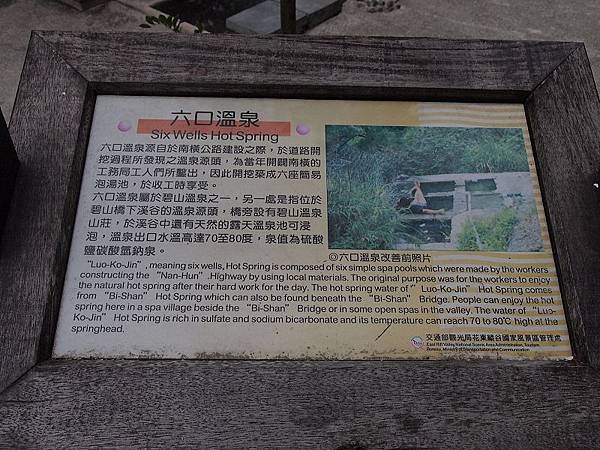 六口溫泉
Six Wells Hot Spring
六口溫泉源自於南橫公路建設之際，於道路開
挖過程所發現之溫泉源頭，為當年開闢南橫的
工務局工人們所鑿出，因此開挖築成六座簡易
泡湯池，於收工時享受。
六口溫泉屬於碧山溫泉之一，另一處是指位於
碧山橋下溪谷的溫泉源頭，橋旁設有碧山溫泉
山莊，於溪谷中還有天然的露天溫泉池可浸
泡，溫泉出口水溫高達70至80度，泉值為硫酸
鹽碳酸氫鈉泉。
◎六口溫泉改善前照片
“Luo-Ko-Jin”, meaning six wells, Hot Spring is composed of six simple spa pools which were made by the workers
constructing the “Nan-Hun” .Highway by using local materials. The original purpose was for the workers to enjoy
the natural hot spring after their hard work for the day. The hot spring water of “ Luo-Ko-Jin” Hot Spring comes
from “Bi-Shan” Hot Spring which can also be found beneath the “Bi-Shan” Bridge. People can enjoy the hot
spring here in a spa village beside the “Bi-Shan” Bridge or in some open spas in the valley. The water of “Luo-
Ko-Jin” Hot Spring is rich in sulfate and sodium bicarbonate and its temperature can reach 70 to 80℃ high at the
springhead.
交通部觀光局花東縱谷國家風景區管理處
East Rift Valley National Scenic Area Administration, Tourism
Bureau, Ministry of Transportation and Communication